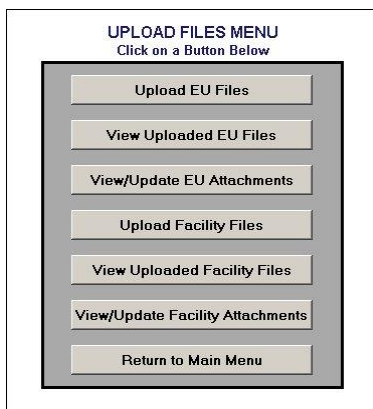 UPLOAD FILES MENU
Click on a Button Below
Upload EU Files
View Uploaded EU Files
View/Update EU Attachments
Upload Facility Files
View Uploaded Facility Files
View/Update Facility Attachments
Return to Main Menu